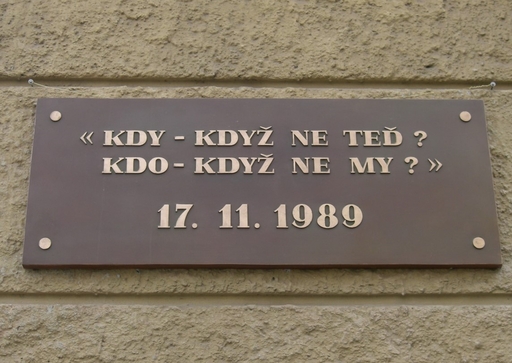 « KDY - KDYŽ NE TEĎ ?
KDO - KDYŽ NE MY ? »
17. 11. 1989